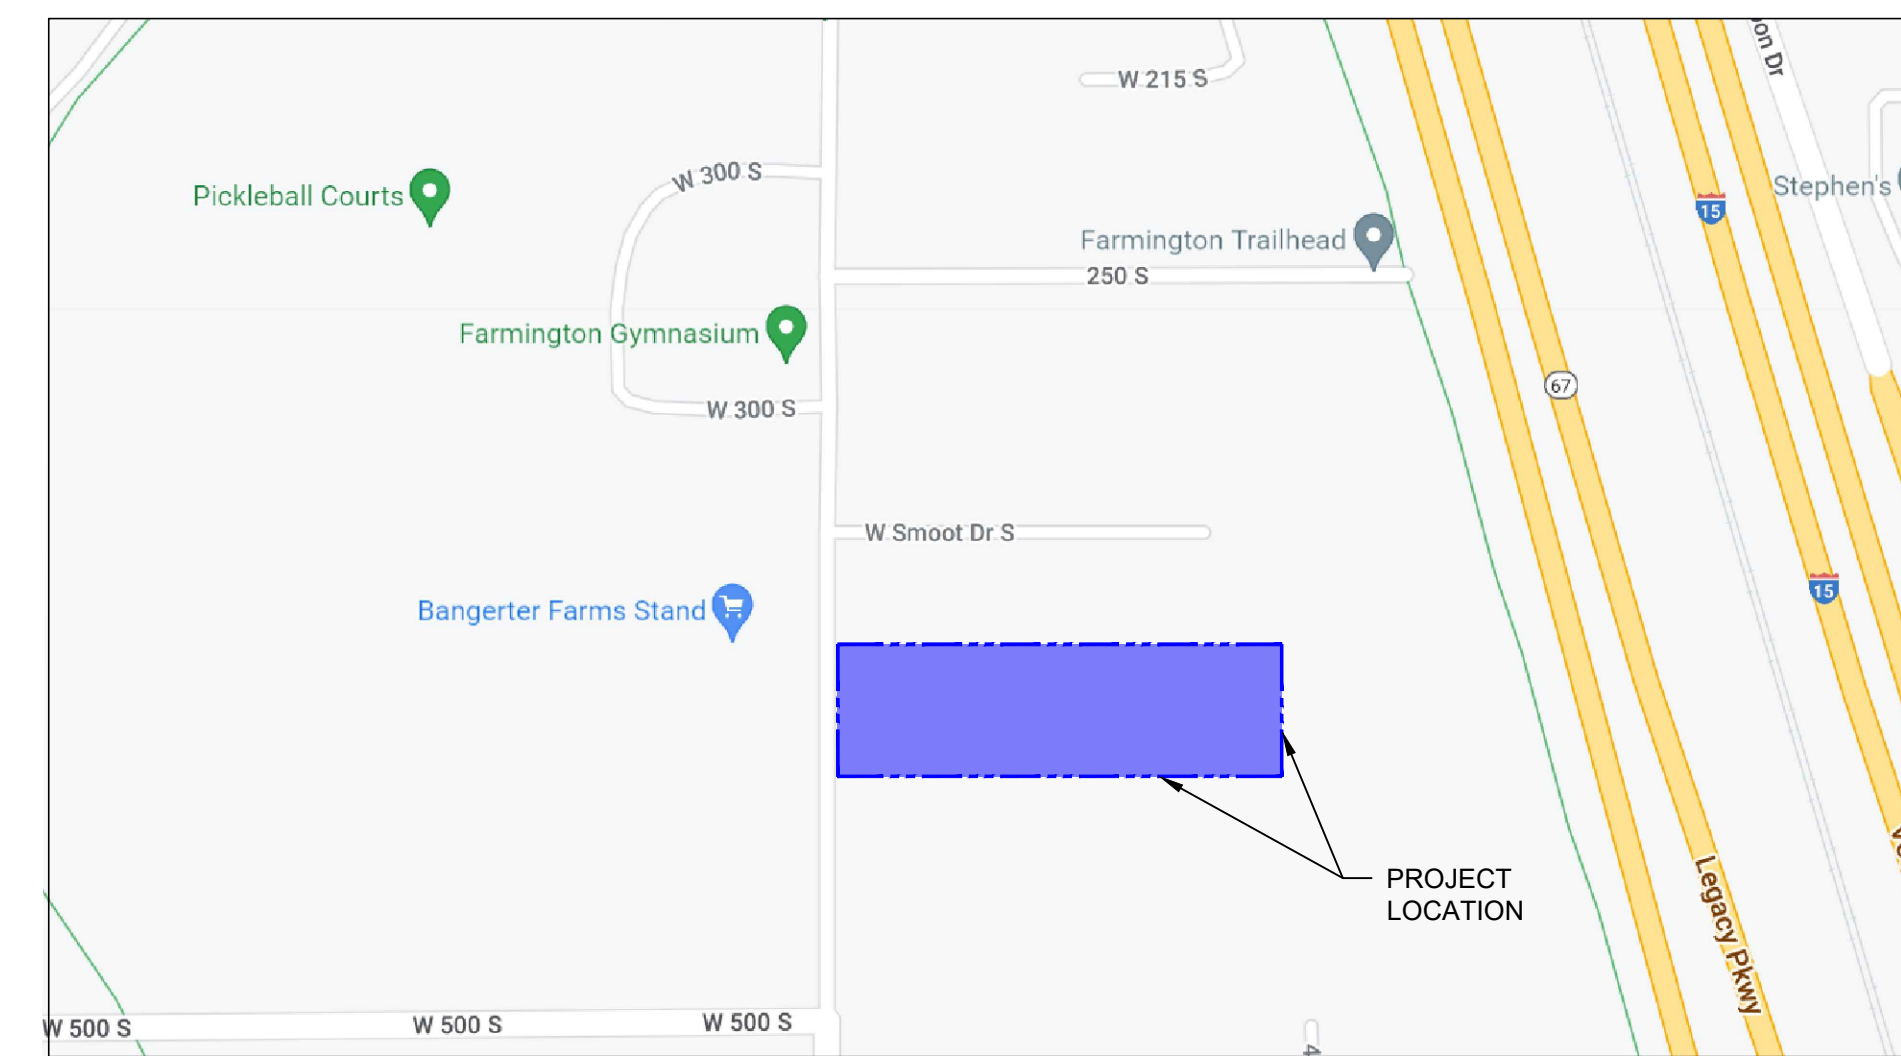 W 215 S
W 300 S
Pickleball Courts
Stephen's
15
Farmington Trailhead
250 S
Farmington Gymnasium
67
W 300 S
W Smoot Dr S
15
Bangerter Farms Stand
PROJECT
LOCATION
Legacy Pkwy
W 500 S
W 500 S
W 500 S
4